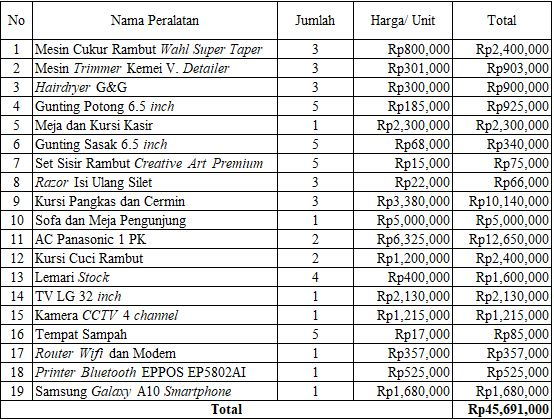 No Nama Peralatan Jumlah Harga/ Unit Total
1 Mesin Cukur Rambut Wahl Super Taper 3 Rp800,000 Rp2,400,000
2 Mesin Trimmer Kemei V. Detailer 3 Rp301,000 Rp903,000
3 Hairdryer G&G 3 Rp300,000 Rp900,000
4 Gunting Potong 6.5 inch 5 Rp185,000 Rp925,000
5 Meja dan Kursi Kasir 1 Rp2,300,000 Rp2,300,000
6 Gunting Sasak 6.5 inch 5 Rp68,000 Rp340,000
7 Set Sisir Rambut Creative Art Premium 5 Rp15,000 Rp75,000
8 Razor Isi Ulang Silet 3 Rp22,000 Rp66,000
9 Kursi Pangkas dan Cermin 3 Rp3,380,000 Rp10,140,000
10 Sofa dan Meja Pengunjung 1 Rp5,000,000 Rp5,000,000
11 AC Panasonic 1 PK 2 Rp6,325,000 Rp12,650,000
12 Kursi Cuci Rambut 2 Rp1,200,000 Rp2,400,000
13 Lemari Stock 4 Rp400,000 Rp1,600,000
14 TV LG 32 inch 1 Rp2,130,000 Rp2,130,000
15 Kamera CCTV 4 channel 1 Rp1,215,000 Rp1,215,000
16 Tempat Sampah 5 Rp17,000 Rp85,000
17 Router Wifi dan Modem 1 Rp357,000 Rp357,000
18 Printer Bluetooth EPPOS EP5802AI 1 Rp525,000 Rp525,000
19 Samsung Galaxy A10 Smartphone 1 Rp1,680,000 Rp1,680,000
Total Rp45,691,000